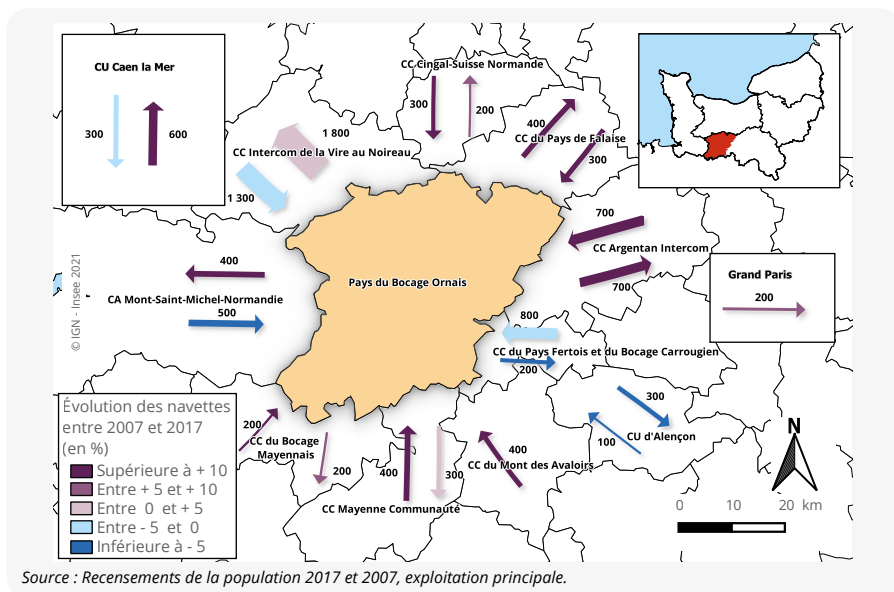 CU Caen la Mer
300
600
CC Cingal-Suisse Normande
300
200
400
CC du Pays de Falaise
300
1 800
CC Intercom de la Vire au Noireau
1 300
700
CC Argentan Intercom
700
Grand Paris
200
© IGN - Insee 2021
400
CA Mont-Saint-Michel-Normandie
500
Pays du Bocage Ornais
800
CC du Pays Fertois et du Bocage Carrougien
200
300
CU d'Alençon
100
Évolution des navettes
entre 2007 et 2017
(en %)
Supérieure à + 10
Entre + 5 et + 10
Entre 0 et + 5
Entre - 5 et 0
Inférieure à - 5
200
CC du Bocage
Mayennais
200
400
300
CC Mayenne Communauté
400
CC du Mont des Avaloirs
N
0 10 20 km
Source : Recensements de la population 2017 et 2007, exploitation principale.